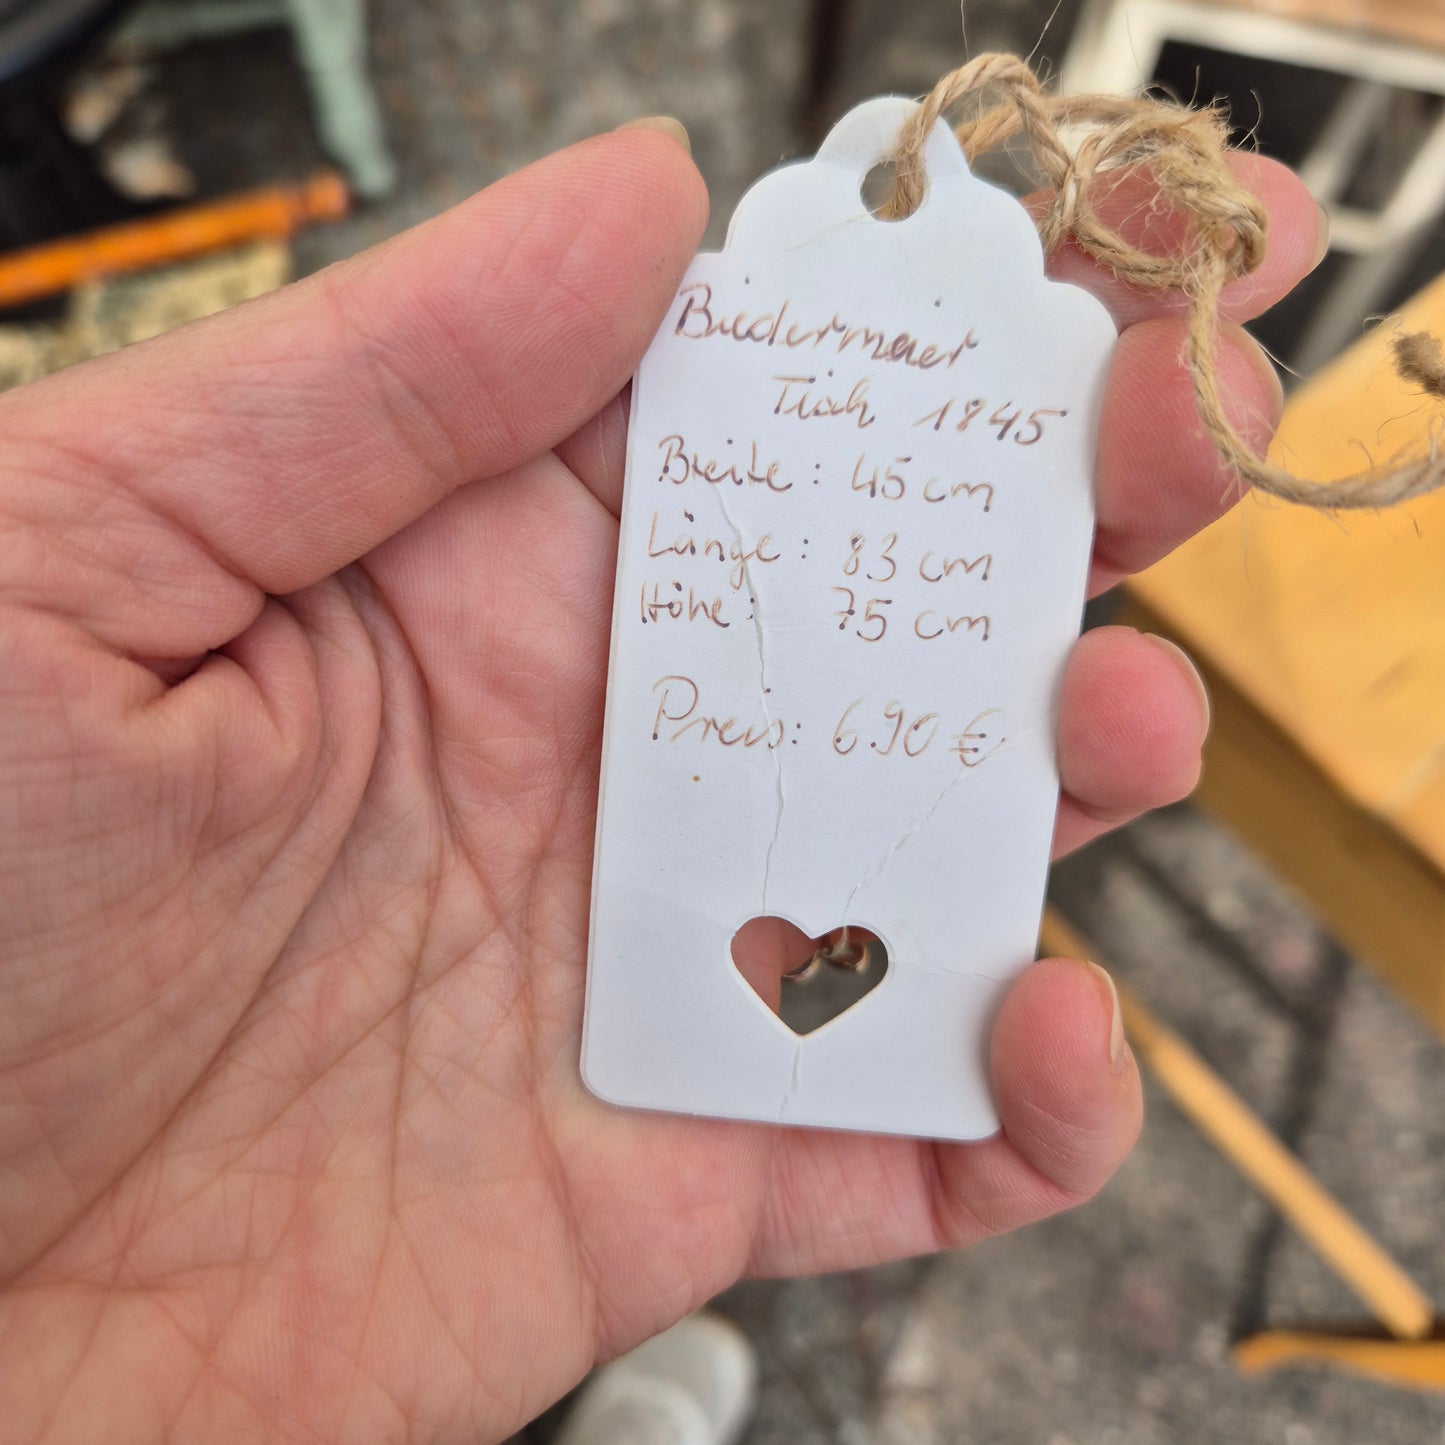 Biedermeier
Tisch 1845
Breite: 45 cm
Länge: 83 cm
Höhe: 75 cm
Preis: 690 €